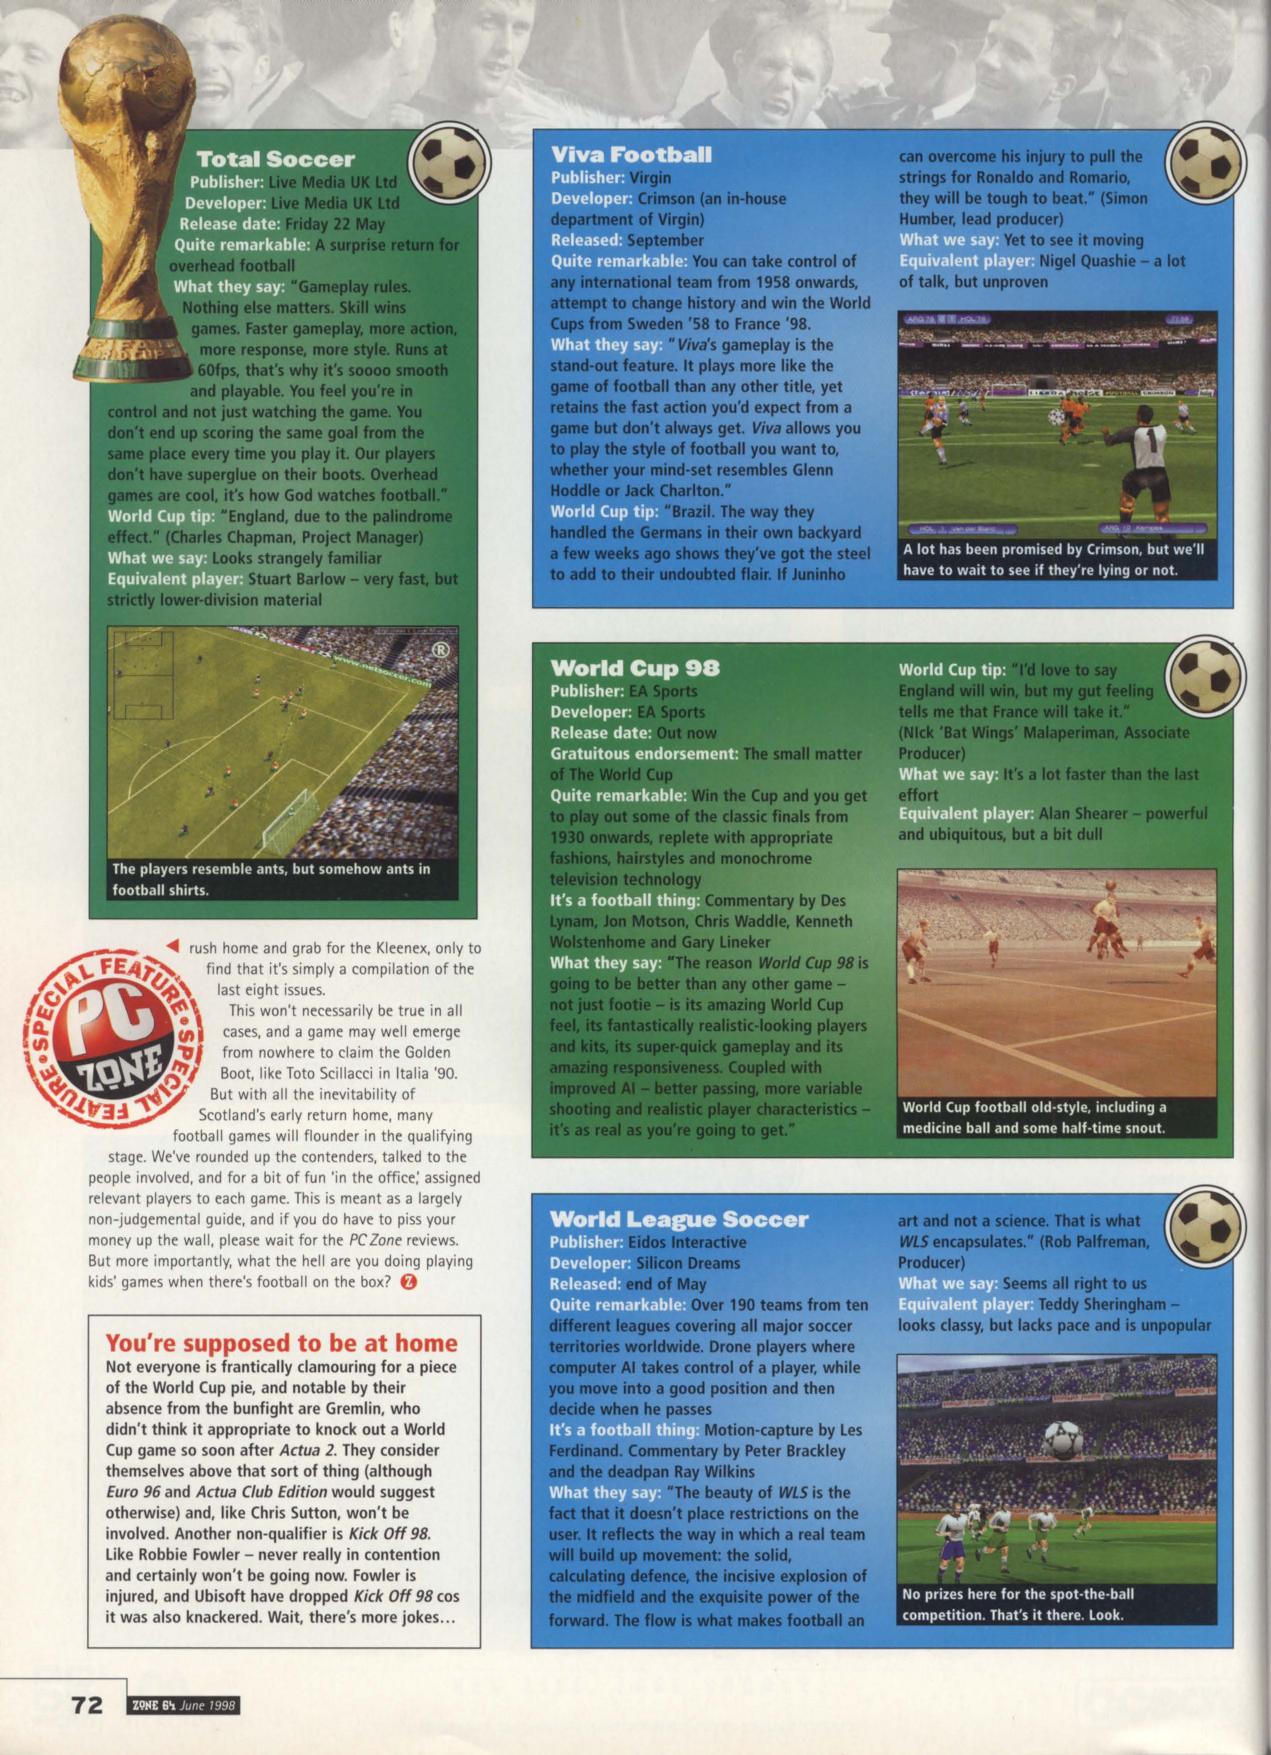 Total Soccer
Publisher: Live Media UK Ltd
Developer: Live Media UK Ltd
Release date: Friday 22 May
Quite remarkable: A surprise return for
overhead football
What they say: "Gameplay rules.
Nothing else matters. Skill wins
games. Faster gameplay, more action,
more response, more style. Runs at
60fps, that's why it's soooo smooth
and playable. You feel you're in
control and not just watching the game. You
don't end up scoring the same goal from the
same place every time you play it. Our players
don't have superglue on their boots. Overhead
games are cool, it's how God watches football."
World Cup tip: "England, due to the palindrome
effect." (Charles Chapman, Project Manager)
What we say: Looks strangely familiar
Equivalent player: Stuart Barlow – very fast, but
strictly lower-division material
www.netsoccer.com
®
The players resemble ants, but somehow ants in
football shirts.
rush home and grab for the Kleenex, only to
find that it's simply a compilation of the
last eight issues.
This won't necessarily be true in all
cases, and a game may well emerge
from nowhere to claim the Golden
Boot, like Toto Scillacci in Italia '90.
But with all the inevitability of
Scotland's early return home, many
football games will flounder in the qualifying
stage. We've rounded up the contenders, talked to the
people involved, and for a bit of fun 'in the office', assigned
relevant players to each game. This is meant as a largely
non-judgemental guide, and if you do have to piss your
money up the wall, please wait for the PC Zone reviews.
But more importantly, what the hell are you doing playing
kids' games when there's football on the box? Z
SPECIAL FEATURE • SPECIAL FEATURE •
PC
ZONE
You're supposed to be at home
Not everyone is frantically clamouring for a piece
of the World Cup pie, and notable by their
absence from the bunfight are Gremlin, who
didn't think it appropriate to knock out a World
Cup game so soon after Actua 2. They consider
themselves above that sort of thing (although
Euro 96 and Actua Club Edition would suggest
otherwise) and, like Chris Sutton, won't be
involved. Another non-qualifier is Kick Off 98.
Like Robbie Fowler – never really in contention
and certainly won't be going now. Fowler is
injured, and Ubisoft have dropped Kick Off 98 cos
it was also knackered. Wait, there's more jokes...
Viva Football
Publisher: Virgin
Developer: Crimson (an in-house
department of Virgin)
Released: September
Quite remarkable: You can take control of
any international team from 1958 onwards,
attempt to change history and win the World
Cups from Sweden '58 to France '98.
What they say: "Viva's gameplay is the
stand-out feature. It plays more like the
game of football than any other title, yet
retains the fast action you'd expect from a
game but don't always get. Viva allows you
to play the style of football you want to,
whether your mind-set resembles Glenn
Hoddle or Jack Charlton."
World Cup tip: "Brazil. The way they
handled the Germans in their own backyard
a few weeks ago shows they've got the steel
to add to their undoubted flair. If Juninho
can overcome his injury to pull the
strings for Ronaldo and Romario,
they will be tough to beat." (Simon
Humber, lead producer)
What we say: Yet to see it moving
Equivalent player: Nigel Quashie – a lot
of talk, but unproven
1
A lot has been promised by Crimson, but we'll
have to wait to see if they're lying or not.
World Cup 98
Publisher: EA Sports
Developer: EA Sports
Release date: Out now
Gratuitous endorsement: The small matter
of The World Cup
Quite remarkable: Win the Cup and you get
to play out some of the classic finals from
1930 onwards, replete with appropriate
fashions, hairstyles and monochrome
television technology
It's a football thing: Commentary by Des
Lynam, Jon Motson, Chris Waddle, Kenneth
Wolstenhome and Gary Lineker
What they say: "The reason World Cup 98 is
going to be better than any other game –
not just footie – is its amazing World Cup
feel, its fantastically realistic-looking players
and kits, its super-quick gameplay and its
amazing responsiveness. Coupled with
improved AI – better passing, more variable
shooting and realistic player characteristics –
it's as real as you're going to get."
World Cup tip: "I'd love to say
England will win, but my gut feeling
tells me that France will take it."
(NIck 'Bat Wings' Malaperiman, Associate
Producer)
What we say: It's a lot faster than the last
effort
Equivalent player: Alan Shearer – powerful
and ubiquitous, but a bit dull
World Cup football old-style, including a
medicine ball and some half-time snout.
World League Soccer
Publisher: Eidos Interactive
Developer: Silicon Dreams
Released: end of May
Quite remarkable: Over 190 teams from ten
different leagues covering all major soccer
territories worldwide. Drone players where
computer AI takes control of a player, while
you move into a good position and then
decide when he passes
It's a football thing: Motion-capture by Les
Ferdinand. Commentary by Peter Brackley
and the deadpan Ray Wilkins
What they say: "The beauty of WLS is the
fact that it doesn't place restrictions on the
user. It reflects the way in which a real team
will build up movement: the solid,
calculating defence, the incisive explosion of
the midfield and the exquisite power of the
forward. The flow is what makes football an
art and not a science. That is what
WLS encapsulates." (Rob Palfreman,
Producer)
What we say: Seems all right to us
Equivalent player: Teddy Sheringham –
looks classy, but lacks pace and is unpopular
No prizes here for the spot-the-ball
competition. That's it there. Look.
72
ZONE 64 June 1998